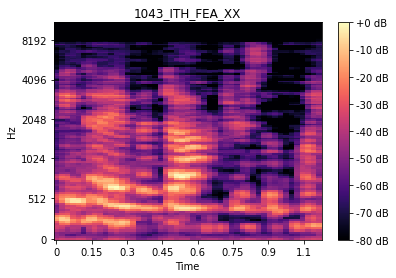 1043_ITH_FEA_XX
8192
4096
2048
1024
512
0
Hz
0
0.15
0.3
0.45
0.6
0.75
0.9
1.1
Time
+0 dB
-10 dB
-20 dB
-30 dB
-40 dB
-50 dB
-60 dB
-70 dB
-80 dB